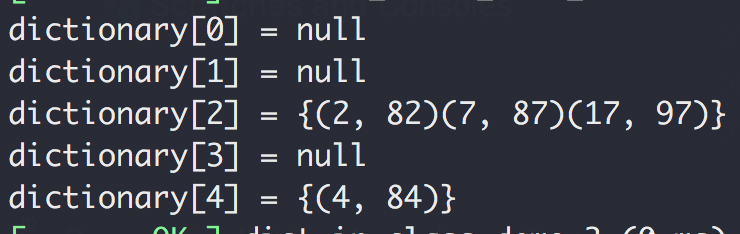 dictionary[0] = null
dictionary[1] = null
dictionary[2] = {(2, 82)(7, 87)(17, 97)}
dictionary[3] = null
dictionary[4] = {(4, 84)}